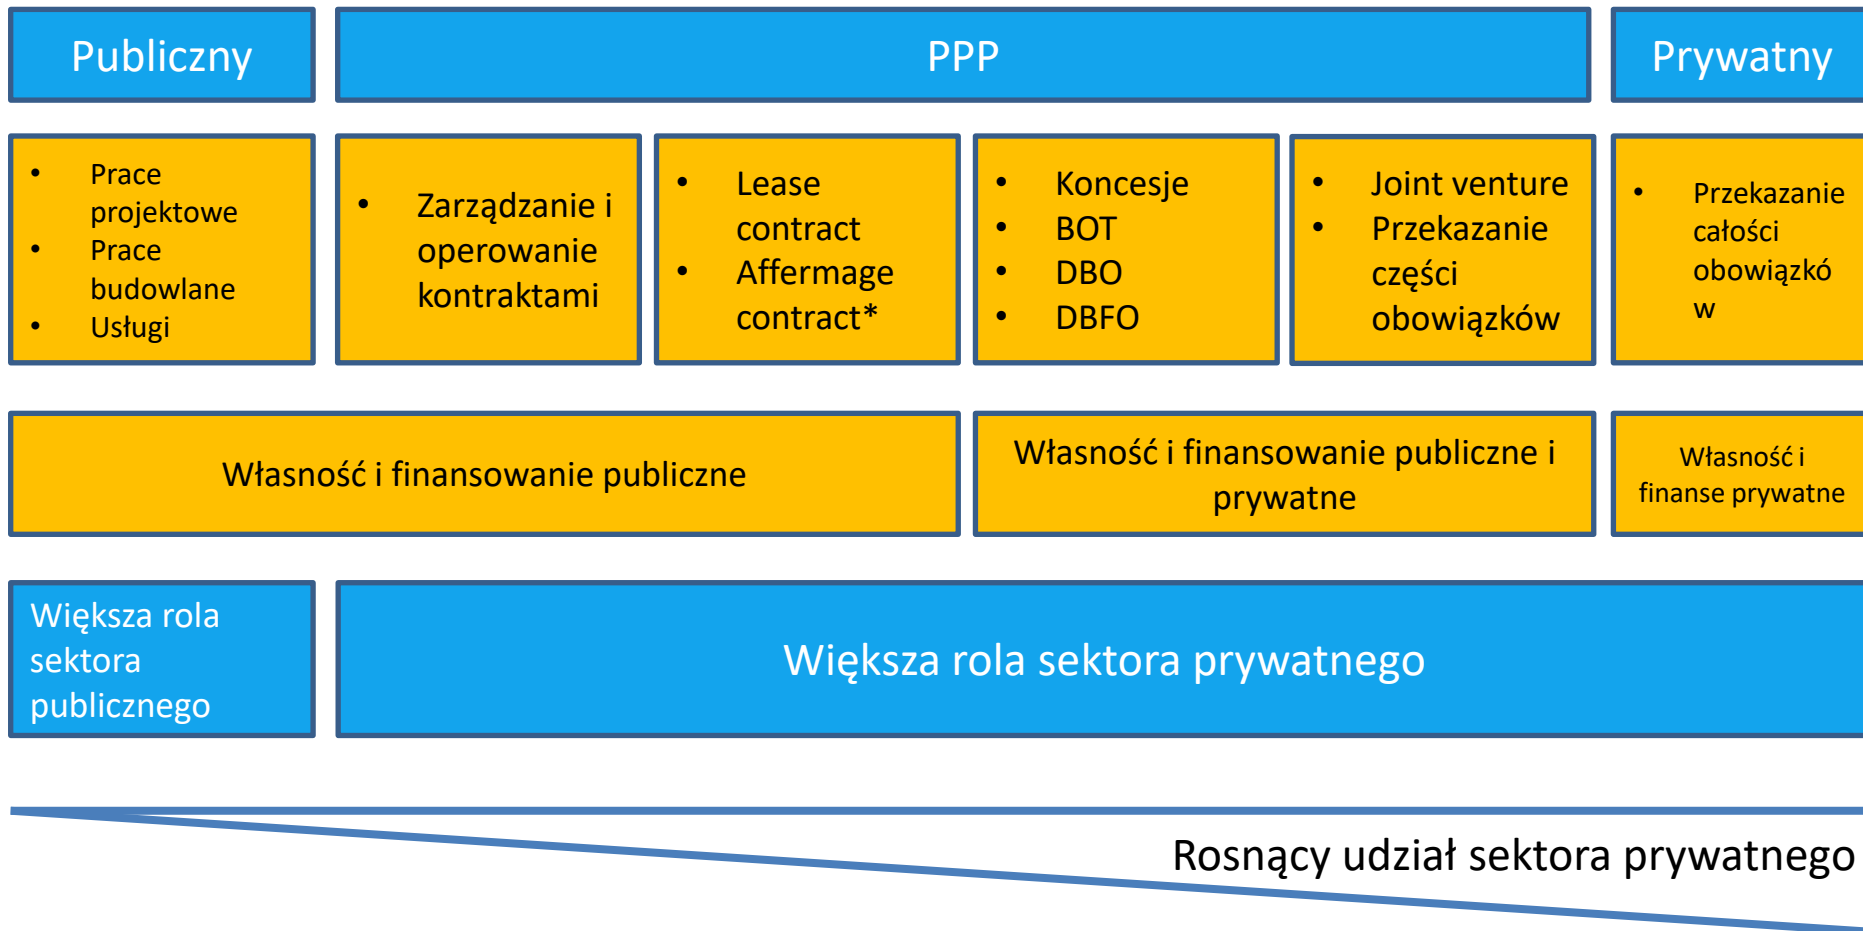 Publiczny
PPP
Prywatny
• Prace
projektowe
• Prace
budowlane
• Usługi
• Zarządzanie i
operowanie
kontraktami
• Lease
contract
• Affermage
contract*
• Koncesje
• BOT
• DBO
• DBFO
• Joint venture
• Przekazanie
części
obowiązków
• Przekazanie
całości
obowiązkó
w
Własność i finansowanie publiczne
Własność i finansowanie publiczne i
prywatne
Własność i
finanse prywatne
Większa rola
sektora
publicznego
Większa rola sektora prywatnego
Rosnący udział sektora prywatnego